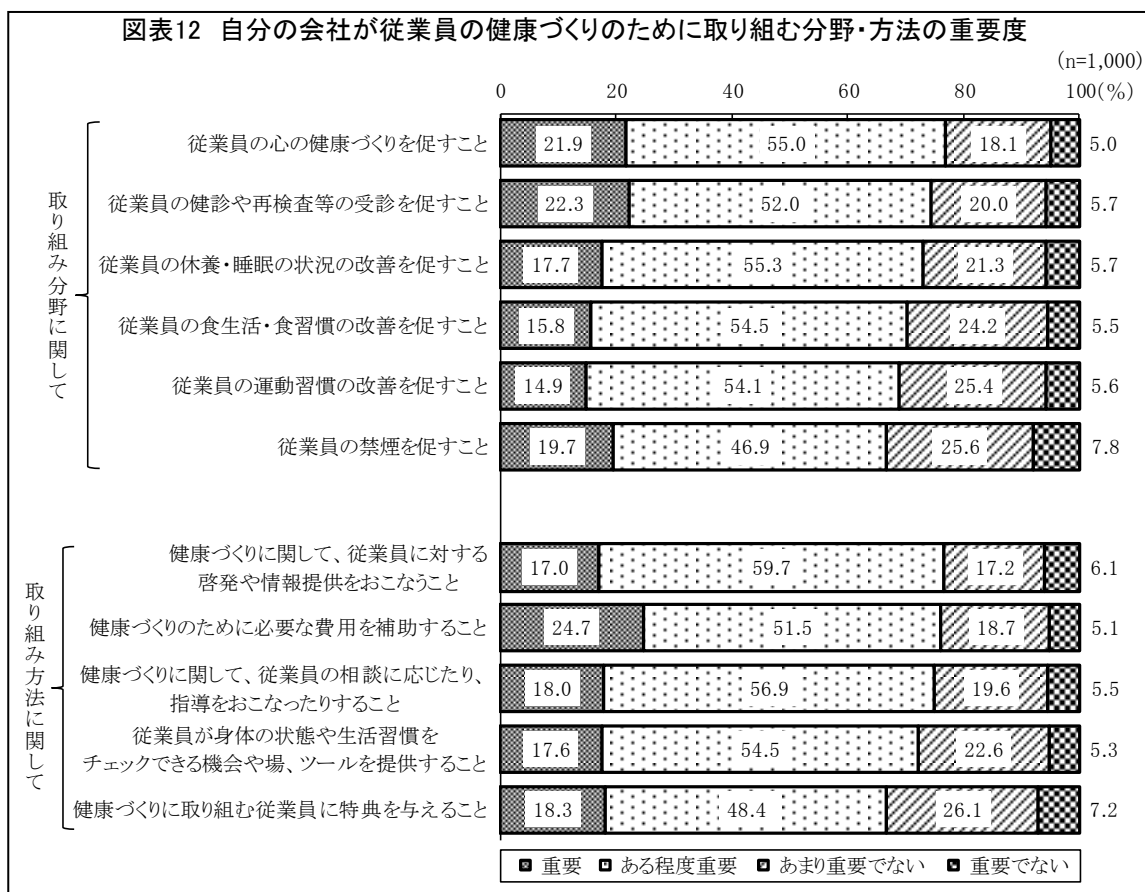 図表12 自分の会社が従業員の健康づくりのために取り組む分野・方法の重要度
(n=1,000)
0 20 40 60 80 100(%)
取り組み分野に関して
従業員の心の健康づくりを促すこと 21.9 55.0 18.1 5.0
従業員の健診や再検査等の受診を促すこと 22.3 52.0 20.0 5.7
従業員の休養・睡眠の状況の改善を促すこと 17.7 55.3 21.3 5.7
従業員の食生活・食習慣の改善を促すこと 15.8 54.5 24.2 5.5
従業員の運動習慣の改善を促すこと 14.9 54.1 25.4 5.6
従業員の禁煙を促すこと 19.7 46.9 25.6 7.8
取り組み方法に関して
健康づくりに関して、従業員に対する
啓発や情報提供をおこなうこと 17.0 59.7 17.2 6.1
健康づくりのために必要な費用を補助すること 24.7 51.5 18.7 5.1
健康づくりに関して、従業員の相談に応じたり、
指導をおこなったりすること 18.0 56.9 19.6 5.5
従業員が身体の状態や生活習慣を
チェックできる機会や場、ツールを提供すること 17.6 54.5 22.6 5.3
健康づくりに取り組む従業員に特典を与えること 18.3 48.4 26.1 7.2
重要 ある程度重要 あまり重要でない 重要でない